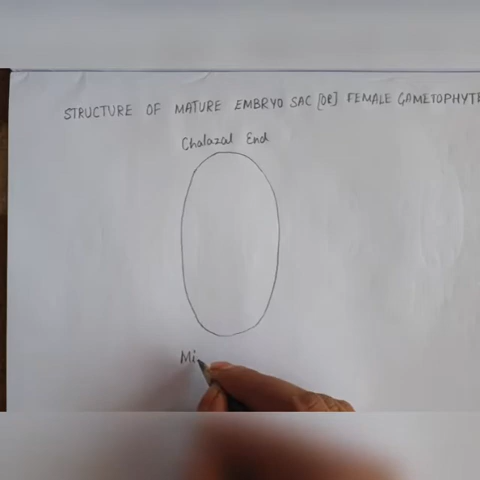 STRUCTURE OF MATURE EMBRYO SAC [OR] FEMALE GAMETOPHYTE
Chalazal End
Mi